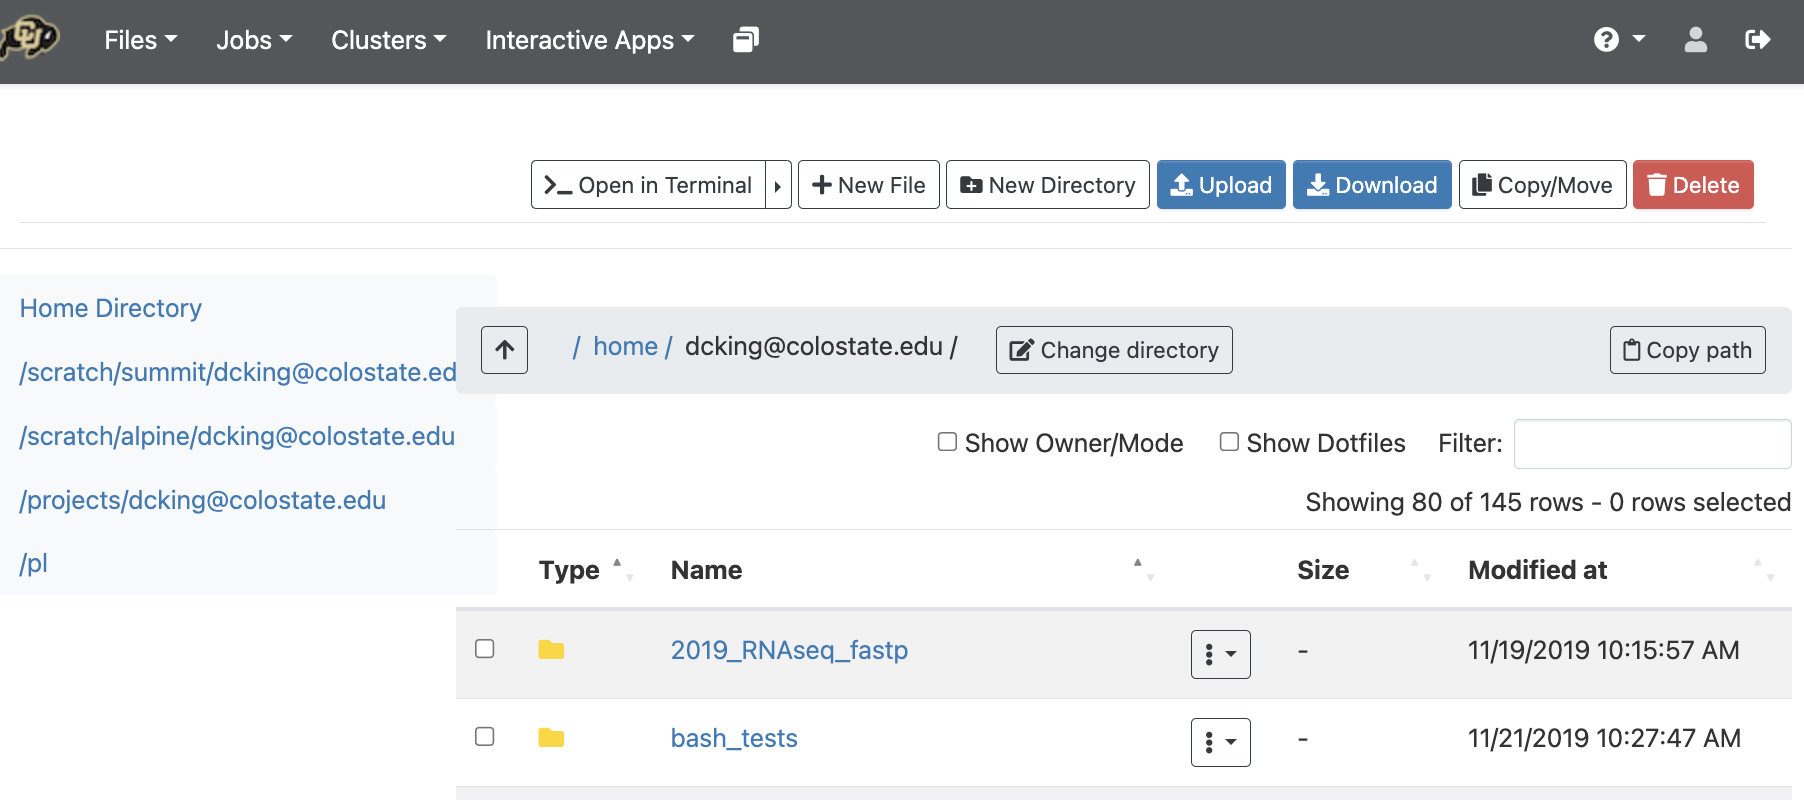 CU
Files Jobs Clusters Interactive Apps
Open in Terminal New File New Directory Upload Download Copy/Move Delete
Home Directory
/scratch/summit/dcking@colostate.ed
/scratch/alpine/dcking@colostate.edu
/projects/dcking@colostate.edu
/pl
/ home / dcking@colostate.edu / Change directory Copy path
Show Owner/Mode Show Dotfiles Filter:
Showing 80 of 145 rows - 0 rows selected
Type Name Size Modified at
2019_RNAseq_fastp - 11/19/2019 10:15:57 AM
bash_tests - 11/21/2019 10:27:47 AM